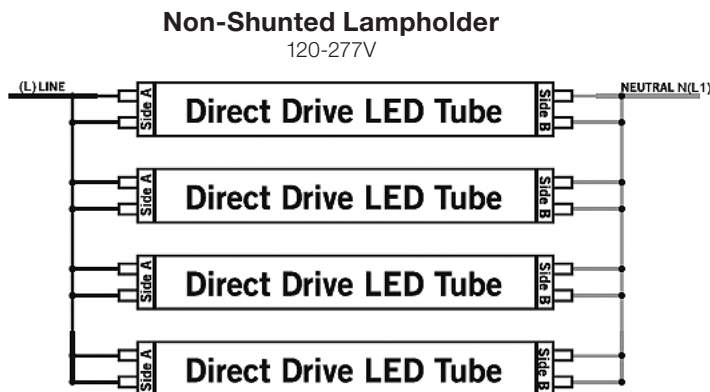 Non-Shunted Lampholder
120-277V
(L) LINE
NEUTRAL N(L1)
Side A
Direct Drive LED Tube
Side B
Side A
Direct Drive LED Tube
Side B
Side A
Direct Drive LED Tube
Side B
Side A
Direct Drive LED Tube
Side B